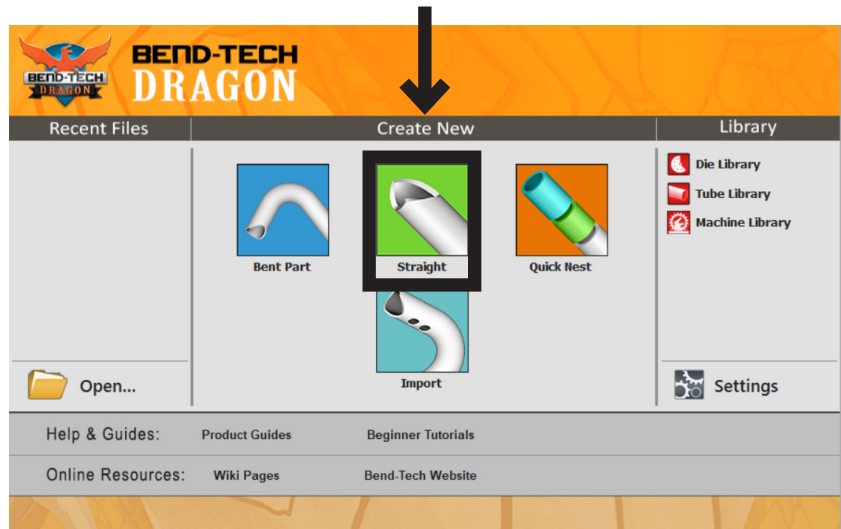 BEND-TECH
DRAGON
BEND-TECH
DRAGON
Recent Files
Create New
Library
Bent Part
Straight
Quick Nest
Import
Die Library
Tube Library
Machine Library
Open...
Settings
Help & Guides: Product Guides Beginner Tutorials
Online Resources: Wiki Pages Bend-Tech Website